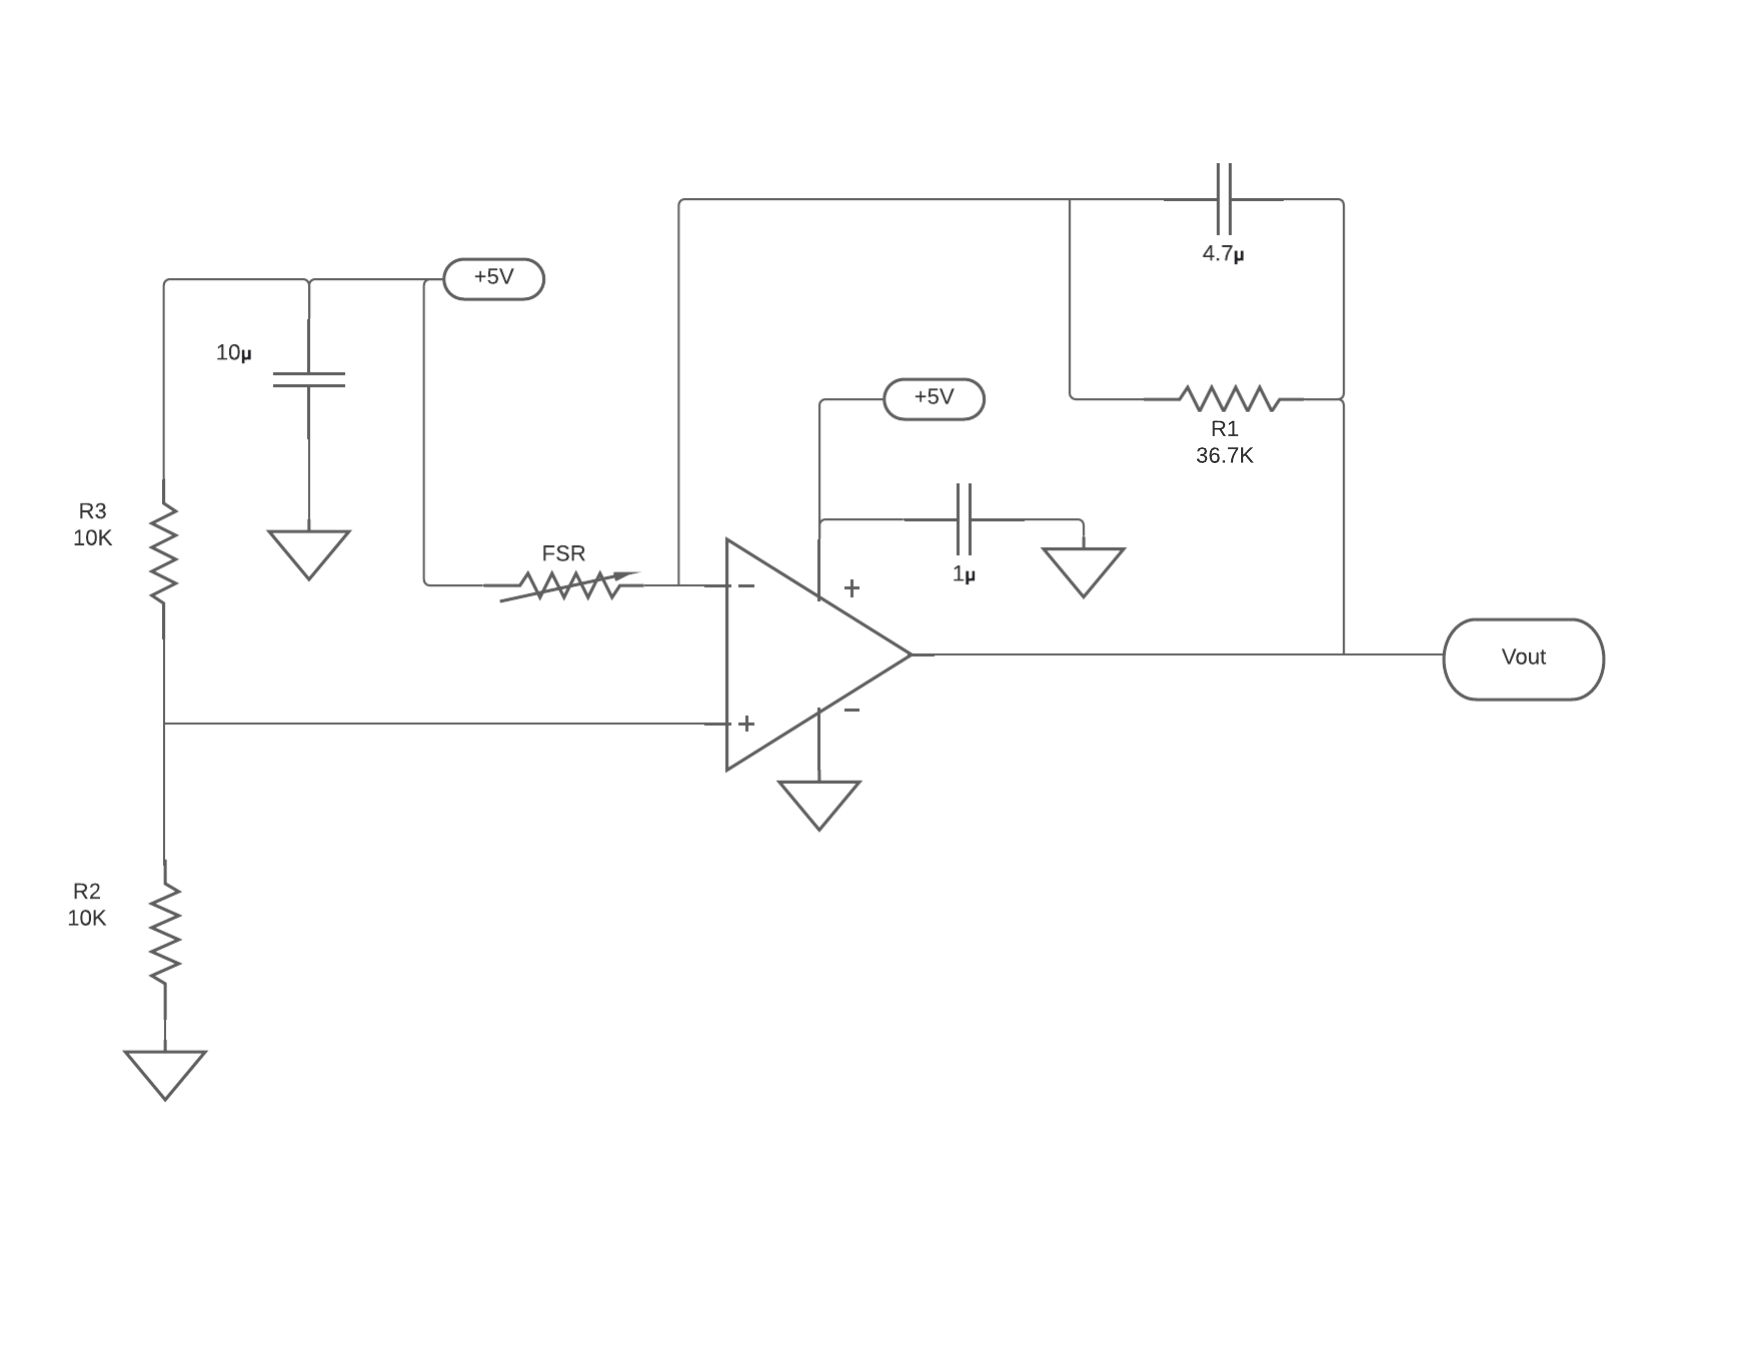 4.7µ
+5V
10µ
+5V
R1
36.7K
R3
10K
FSR
1µ
+
−
+
−
Vout
R2
10K